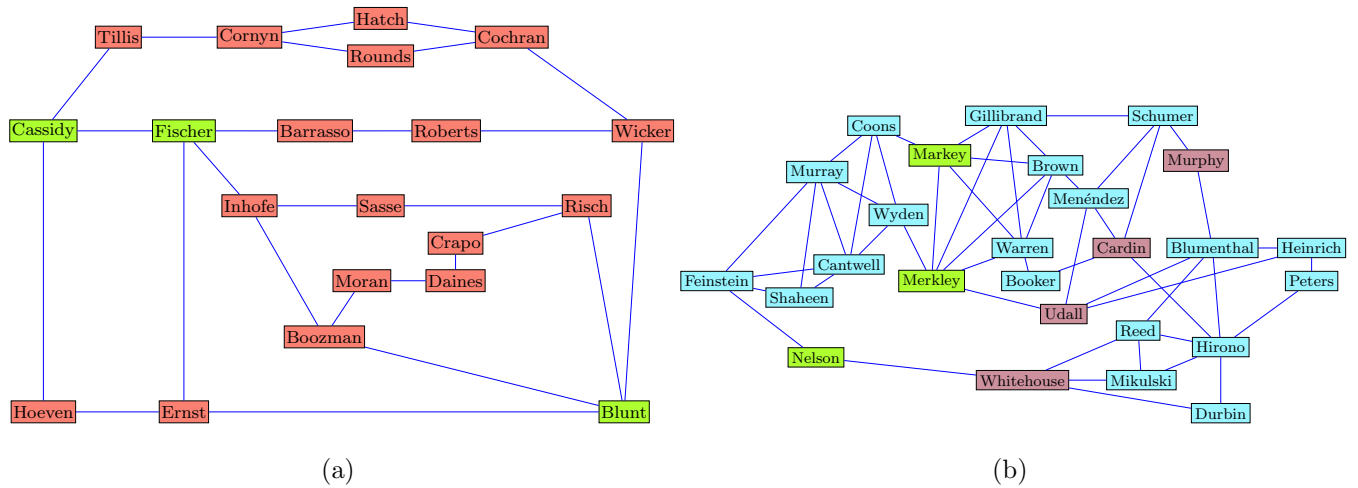 Hatch
Tillis
Cornyn
Cochran
Rounds
Cassidy
Fischer
Barrasso
Roberts
Wicker
Inhofe
Sasse
Risch
Crapo
Moran
Daines
Boozman
Hoeven
Ernst
Blunt
(a)
Gillibrand
Schumer
Coons
Markey
Murphy
Brown
Murray
Menéndez
Wyden
Warren
Cardin
Blumenthal
Heinrich
Cantwell
Feinstein
Merkley
Booker
Peters
Shaheen
Udall
Reed
Hirono
Nelson
Whitehouse
Mikulski
Durbin
(b)